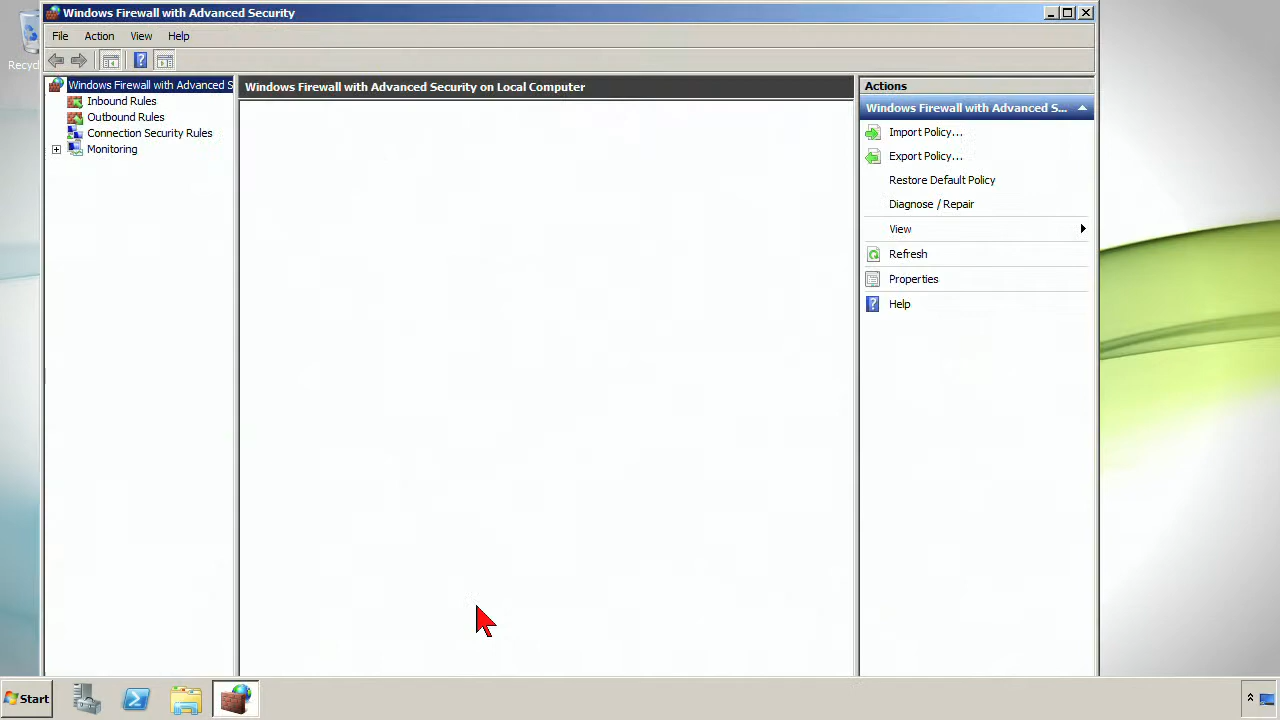 Windows Firewall with Advanced Security
File Action View Help
Windows Firewall with Advanced S
Inbound Rules
Outbound Rules
Connection Security Rules
Monitoring
Windows Firewall with Advanced Security on Local Computer
Actions
Windows Firewall with Advanced S...
Import Policy...
Export Policy...
Restore Default Policy
Diagnose / Repair
View
Refresh
Properties
Help
Recyc
Start